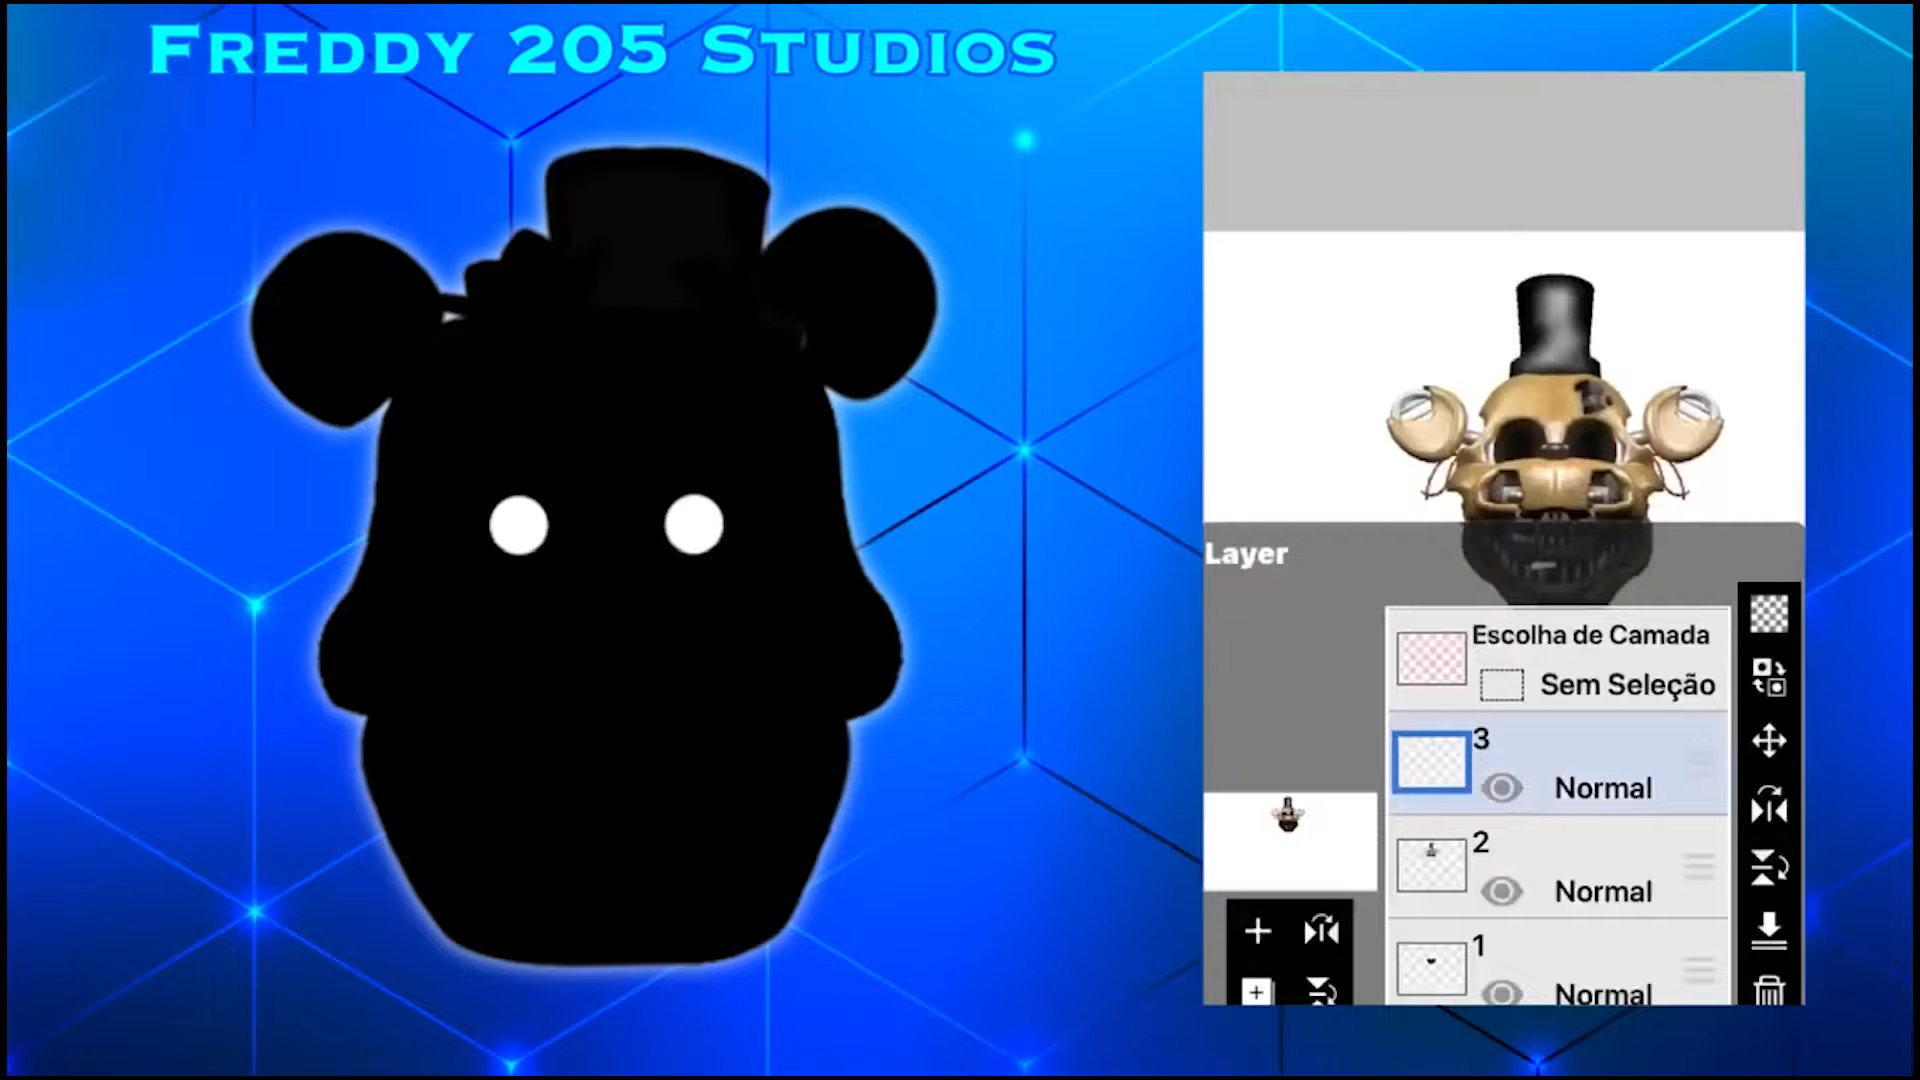 FREDDY 205 STUDIOS
Layer
Escolha de Camada
Sem Seleção
3
Normal
2
Normal
1
Normal